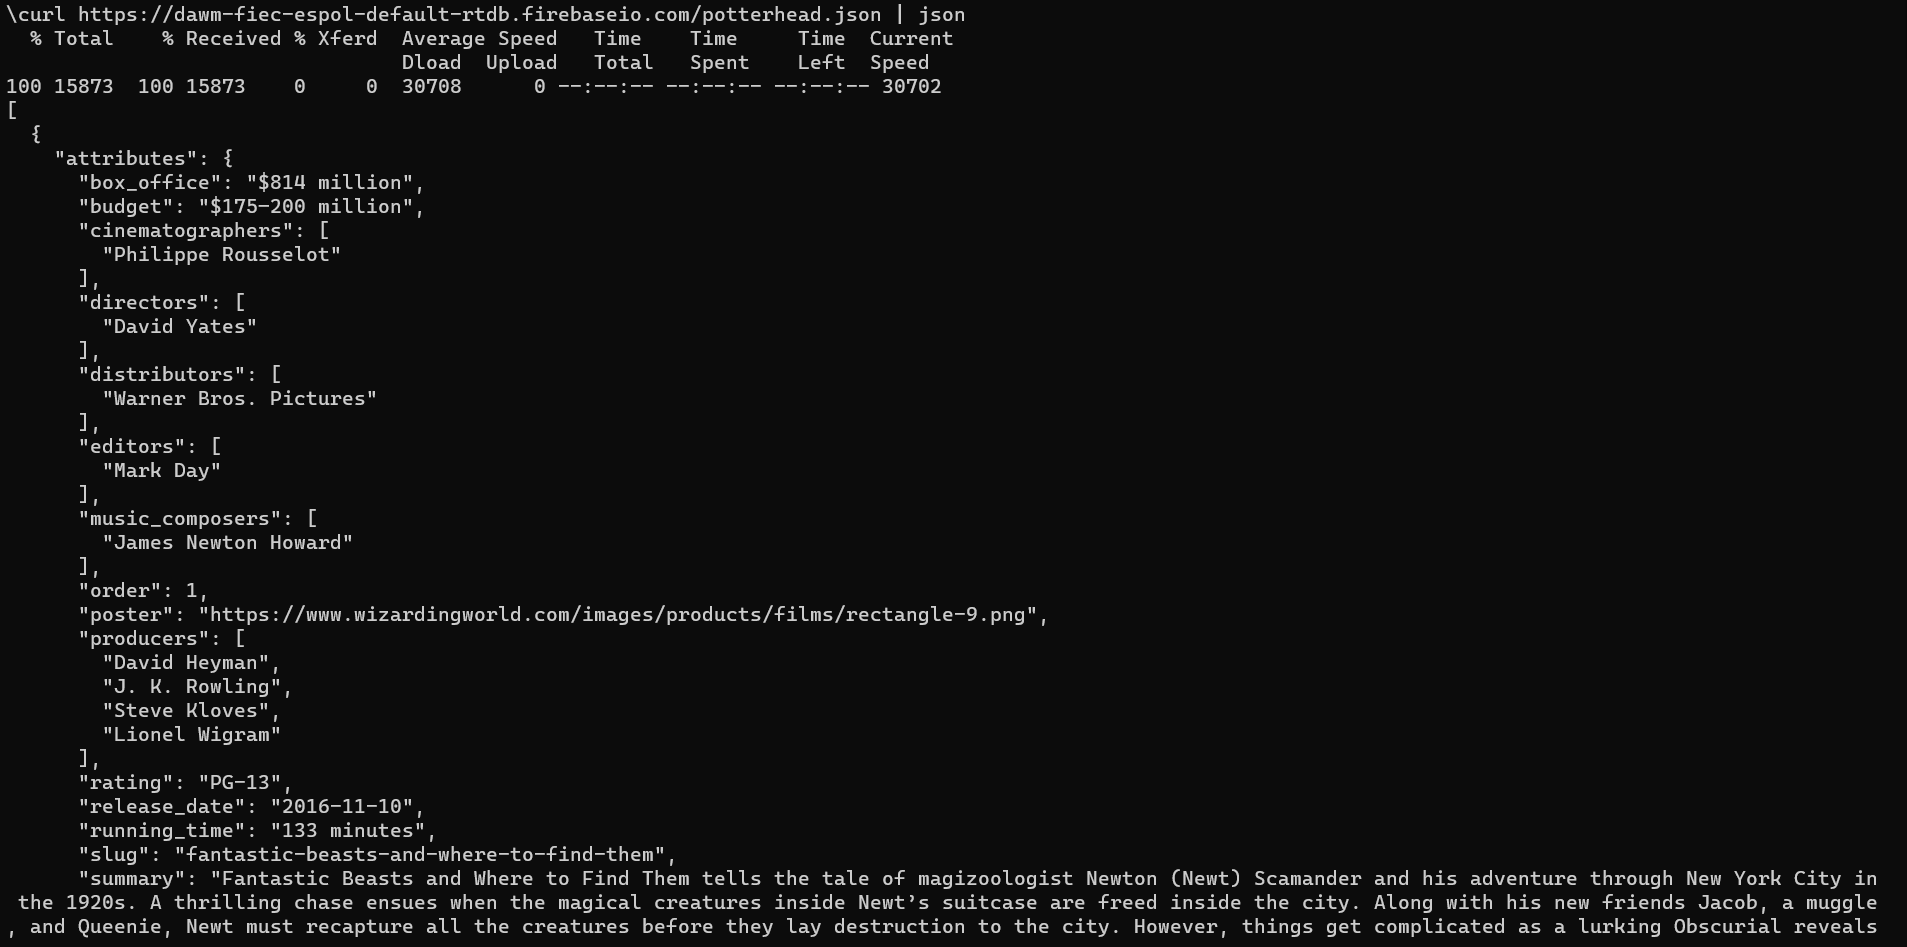 \curl https://dawm-fiec-espol-default-rtdb.firebaseio.com/potterhead.json | json
  % Total    % Received % Xferd  Average Speed   Time    Time     Time  Current
                                 Dload  Upload   Total   Spent    Left  Speed
100 15873  100 15873    0     0  30708      0 --:--:-- --:--:-- --:--:-- 30702
[
  {
    "attributes": {
      "box_office": "$814 million",
      "budget": "$175-200 million",
      "cinematographers": [
        "Philippe Rousselot"
      ],
      "directors": [
        "David Yates"
      ],
      "distributors": [
        "Warner Bros. Pictures"
      ],
      "editors": [
        "Mark Day"
      ],
      "music_composers": [
        "James Newton Howard"
      ],
      "order": 1,
      "poster": "https://www.wizardingworld.com/images/products/films/rectangle-9.png",
      "producers": [
        "David Heyman",
        "J. K. Rowling",
        "Steve Kloves",
        "Lionel Wigram"
      ],
      "rating": "PG-13",
      "release_date": "2016-11-10",
      "running_time": "133 minutes",
      "slug": "fantastic-beasts-and-where-to-find-them",
      "summary": "Fantastic Beasts and Where to Find Them tells the tale of magizoologist Newton (Newt) Scamander and his adventure through New York City in
 the 1920s. A thrilling chase ensues when the magical creatures inside Newt’s suitcase are freed inside the city. Along with his new friends Jacob, a muggle
, and Queenie, Newt must recapture all the creatures before they lay destruction to the city. However, things get complicated as a lurking Obscurial reveals